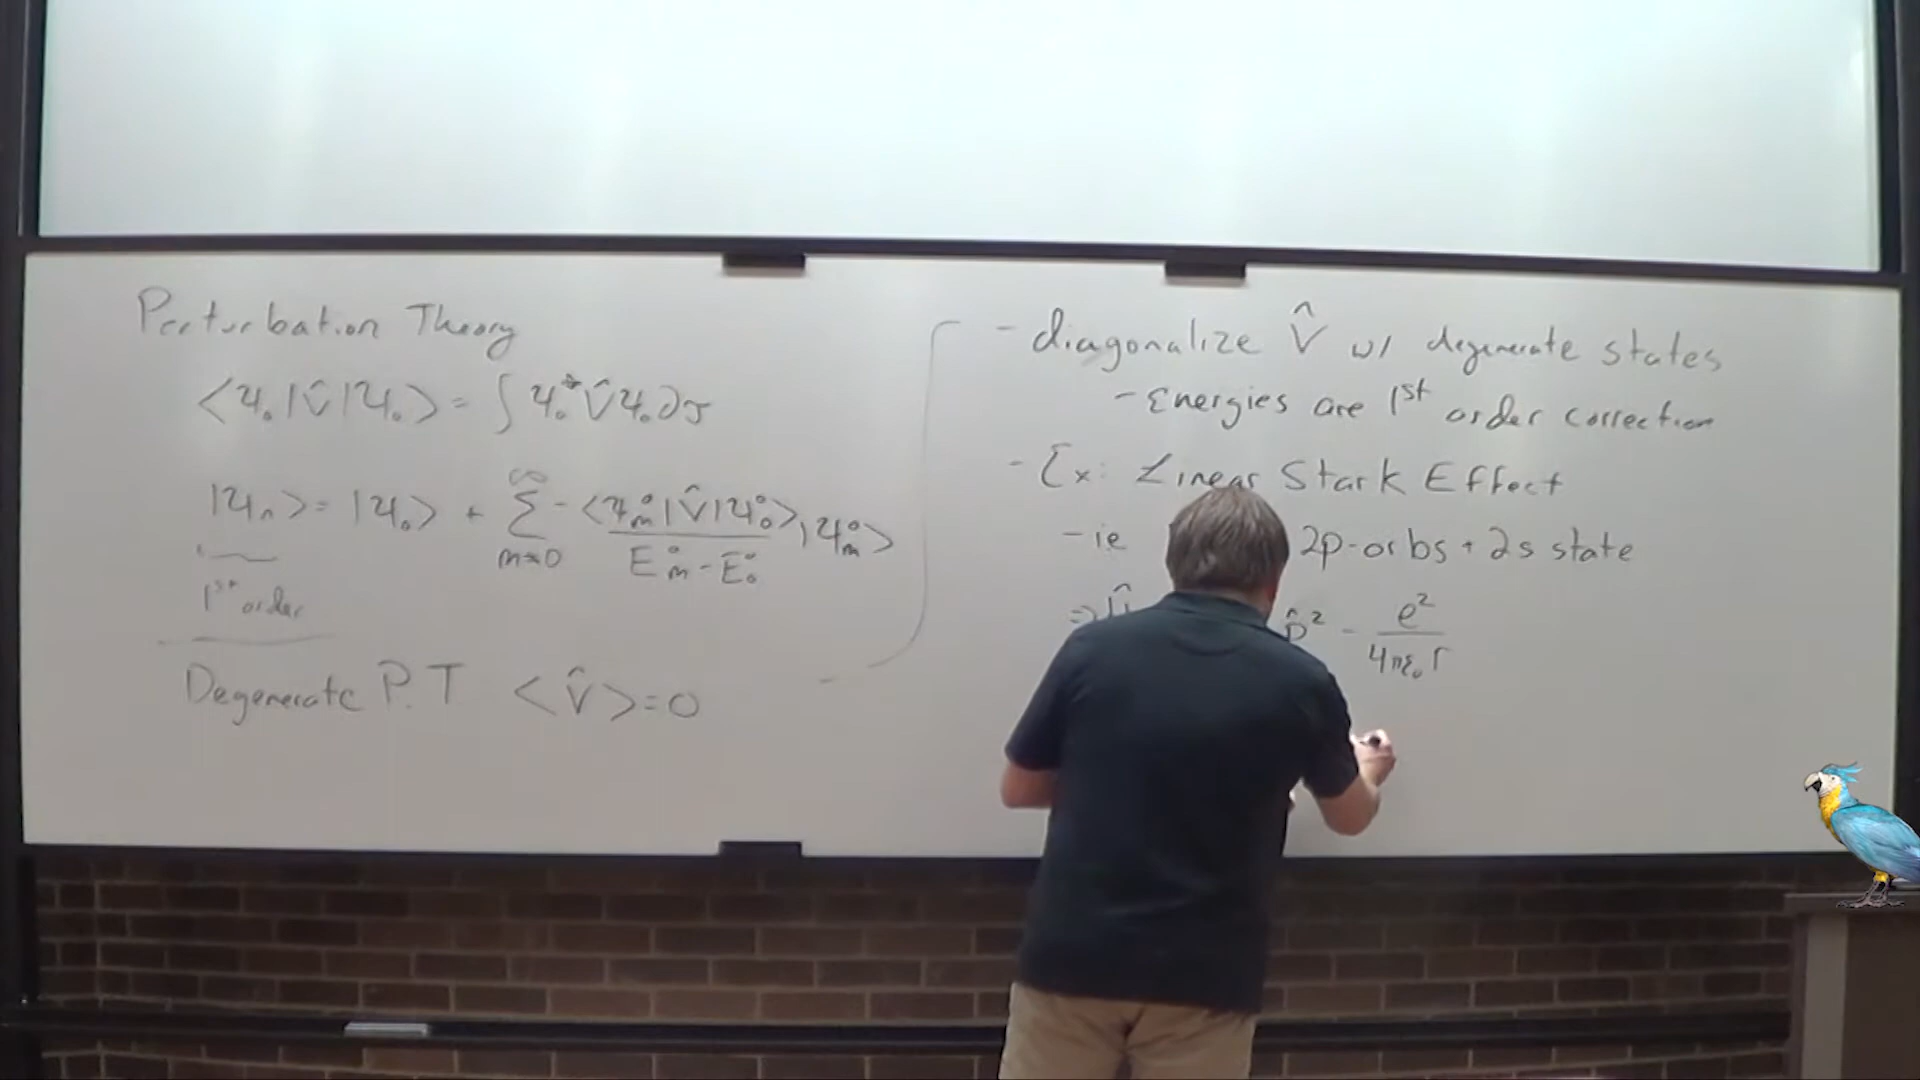 Perturbation Theory
<Ψ₀|V̂|Ψ₀> = ∫Ψ₀*V̂Ψ₀∂τ
|Ψₙ> = |Ψ₀> + ∞ Σ m≠0 -<Ψₘ°|V̂|Ψ₀°> / Eₘ°-E₀° |Ψₘ°>
1st order
Degenerate P.T <V̂>=0
- diagonalize V̂ w/ degenerate states
- Energies are 1st order correction
- Ex: Linear Stark Effect
- ie 2p-orbs + 2s state
⇒ Ĥ p̂² - e² / 4πε₀r